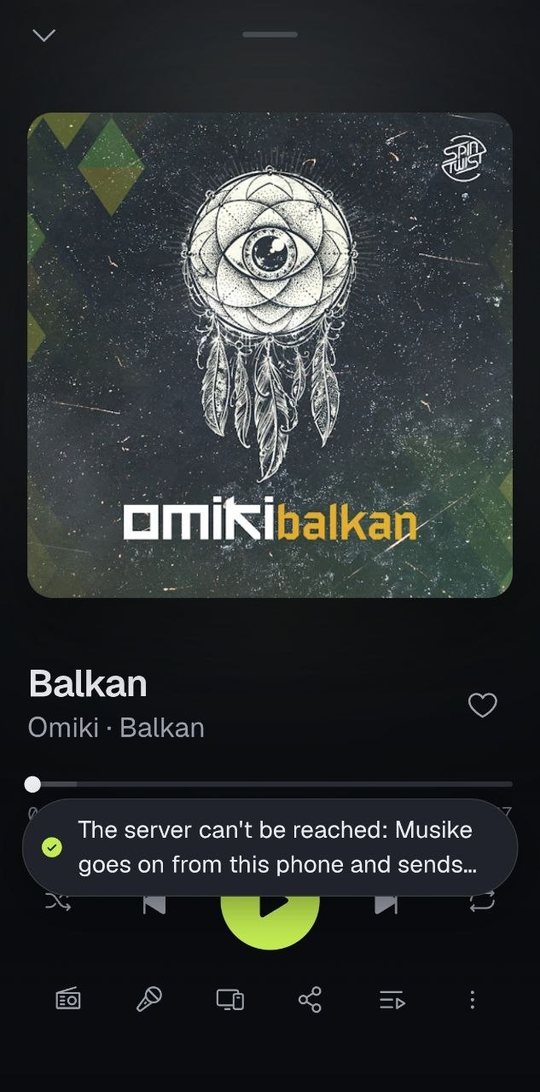 SPIN
TWIST
omiki balkan
Balkan
Omiki · Balkan
The server can't be reached: Musike
goes on from this phone and sends...